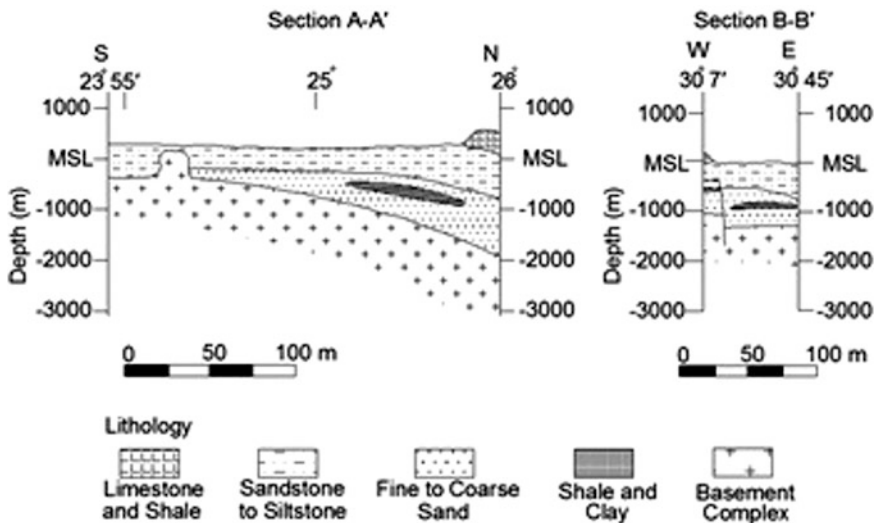 Section A-A'
S
N
23° 55'
25°
26°
1000
1000
MSL
MSL
-1000
-1000
-2000
-2000
-3000
-3000
Depth (m)
0 50 100 m
Section B-B'
W
E
30° 7'
30° 45'
1000
1000
MSL
MSL
-1000
-1000
-2000
-2000
-3000
-3000
Depth (m)
0 50 100 m
Lithology
Limestone
and Shale
Sandstone
to Siltstone
Fine to Coarse
Sand
Shale and
Clay
Basement
Complex